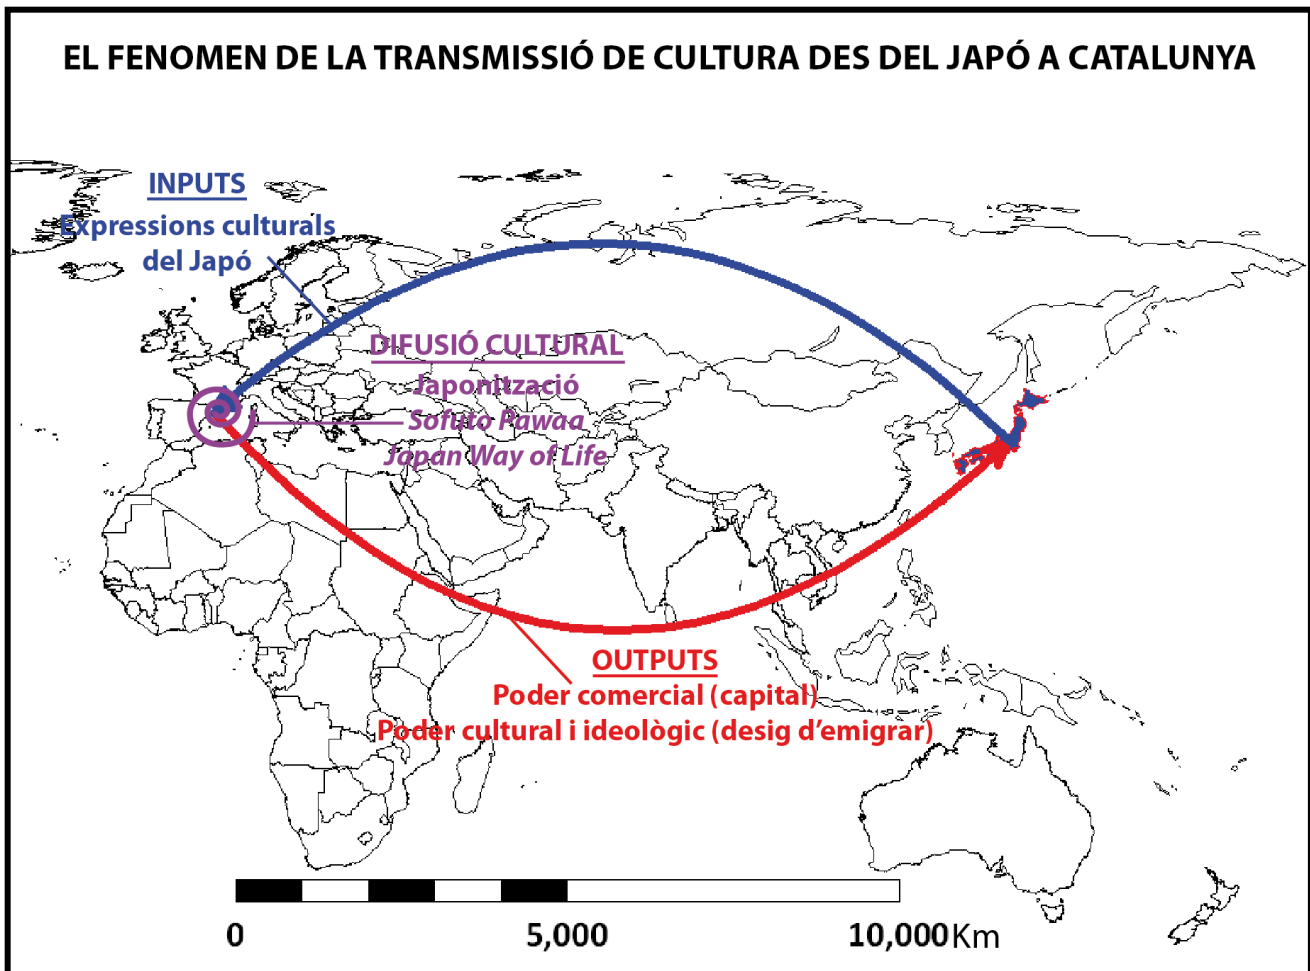 EL FENOMEN DE LA TRANSMISSIÓ DE CULTURA DES DEL JAPÓ A CATALUNYA
INPUTS
Expressions culturals
del Japó
DIFUSIÓ CULTURAL
Japonització
Sofuto Pawaa
Japan Way of Life
OUTPUTS
Poder comercial (capital)
Poder cultural i ideològic (desig d’emigrar)
0 5,000 10,000 Km